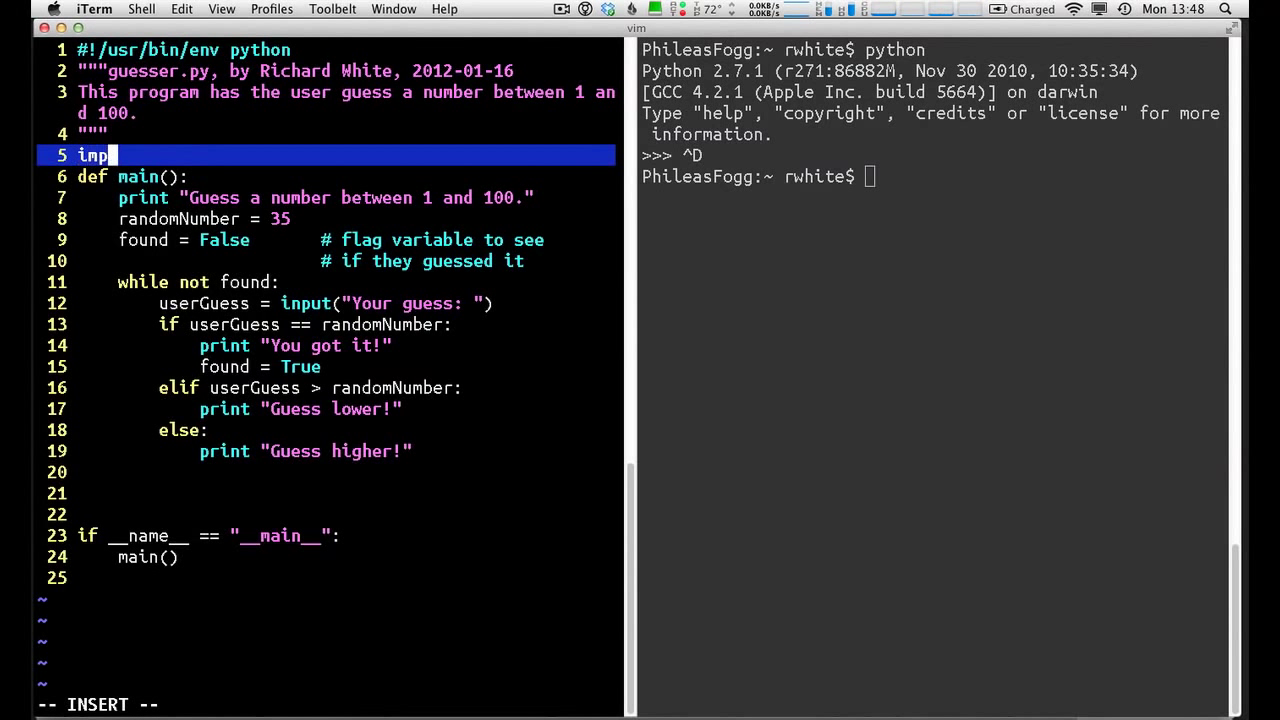 iTerm Shell Edit View Profiles Toolbelt Window Help 72° 0.0KB/s 0.0KB/s Charged Mon 13:48
vim
1 #!/usr/bin/env python
2 """guesser.py, by Richard White, 2012-01-16
3 This program has the user guess a number between 1 an
d 100.
4 """
5 imp
6 def main():
7 print "Guess a number between 1 and 100."
8 randomNumber = 35
9 found = False # flag variable to see
10 # if they guessed it
11 while not found:
12 userGuess = input("Your guess: ")
13 if userGuess == randomNumber:
14 print "You got it!"
15 found = True
16 elif userGuess > randomNumber:
17 print "Guess lower!"
18 else:
19 print "Guess higher!"
20
21
22
23 if __name__ == "__main__":
24 main()
25
~
~
~
~
~
-- INSERT --
PhileasFogg:~ rwhite$ python
Python 2.7.1 (r271:86882M, Nov 30 2010, 10:35:34)
[GCC 4.2.1 (Apple Inc. build 5664)] on darwin
Type "help", "copyright", "credits" or "license" for more
information.
>>> ^D
PhileasFogg:~ rwhite$